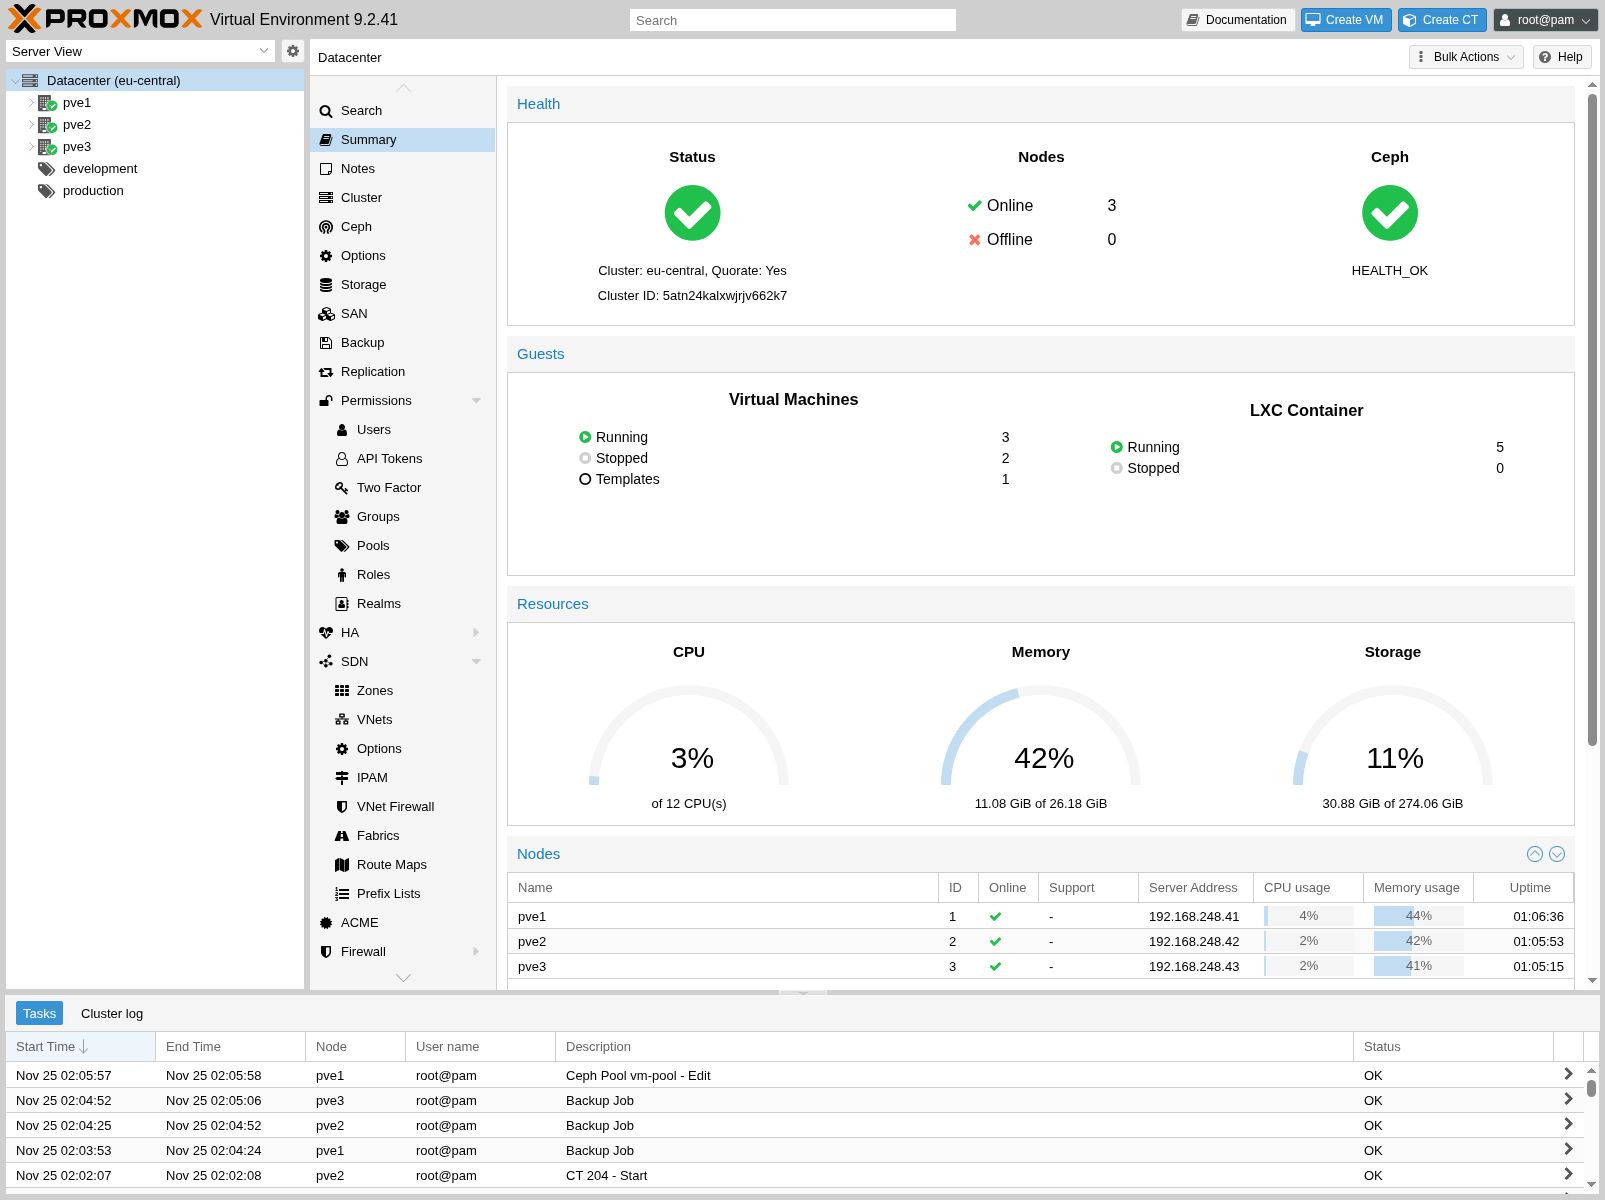 PROXMOX Virtual Environment 9.2.41
Search
Documentation
Create VM
Create CT
root@pam
Server View
Datacenter (eu-central)
pve1
pve2
pve3
development
production
Datacenter
Bulk Actions
Help
Search
Summary
Notes
Cluster
Ceph
Options
Storage
SAN
Backup
Replication
Permissions
Users
API Tokens
Two Factor
Groups
Pools
Roles
Realms
HA
SDN
Zones
VNets
Options
IPAM
VNet Firewall
Fabrics
Route Maps
Prefix Lists
ACME
Firewall
Health
Status
Cluster: eu-central, Quorate: Yes
Cluster ID: 5atn24kalxwjrjv662k7
Nodes
Online 3
Offline 0
Ceph
HEALTH_OK
Guests
Virtual Machines
Running 3
Stopped 2
Templates 1
LXC Container
Running 5
Stopped 0
Resources
CPU
3%
of 12 CPU(s)
Memory
42%
11.08 GiB of 26.18 GiB
Storage
11%
30.88 GiB of 274.06 GiB
Nodes
Name ID Online Support Server Address CPU usage Memory usage Uptime
pve1 1 - 192.168.248.41 4% 44% 01:06:36
pve2 2 - 192.168.248.42 2% 42% 01:05:53
pve3 3 - 192.168.248.43 2% 41% 01:05:15
Tasks Cluster log
Start Time End Time Node User name Description Status
Nov 25 02:05:57 Nov 25 02:05:58 pve1 root@pam Ceph Pool vm-pool - Edit OK
Nov 25 02:04:52 Nov 25 02:05:06 pve3 root@pam Backup Job OK
Nov 25 02:04:25 Nov 25 02:04:52 pve2 root@pam Backup Job OK
Nov 25 02:03:53 Nov 25 02:04:24 pve1 root@pam Backup Job OK
Nov 25 02:02:07 Nov 25 02:02:08 pve2 root@pam CT 204 - Start OK